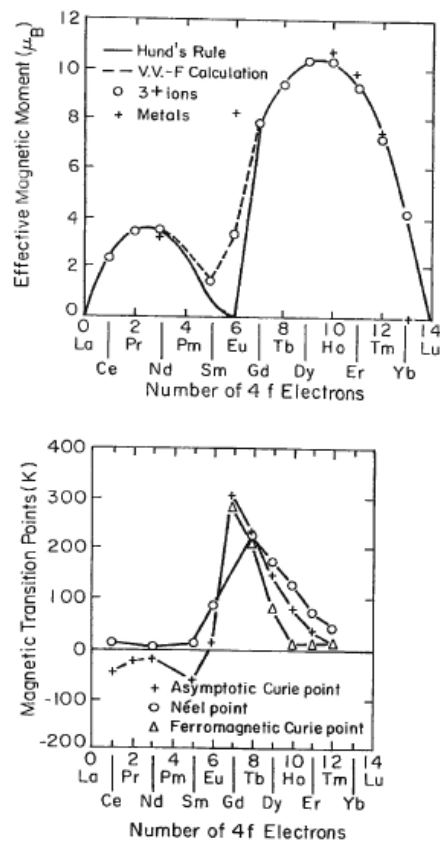 Effective Magnetic Moment (μB)
12
10
8
6
4
2
0
Hund's Rule
V.V.-F Calculation
3+ions
Metals
0 2 4 6 8 10 12 14
La Pr Pm Eu Tb Ho Tm Lu
Ce Nd Sm Gd Dy Er Yb
Number of 4 f Electrons
Magnetic Transition Points (K)
400
300
200
100
0
-100
-200
Asymptotic Curie point
Néel point
Ferromagnetic Curie point
0 2 4 6 8 10 12 14
La Pr Pm Eu Tb Ho Tm Lu
Ce Nd Sm Gd Dy Er Yb
Number of 4f Electrons